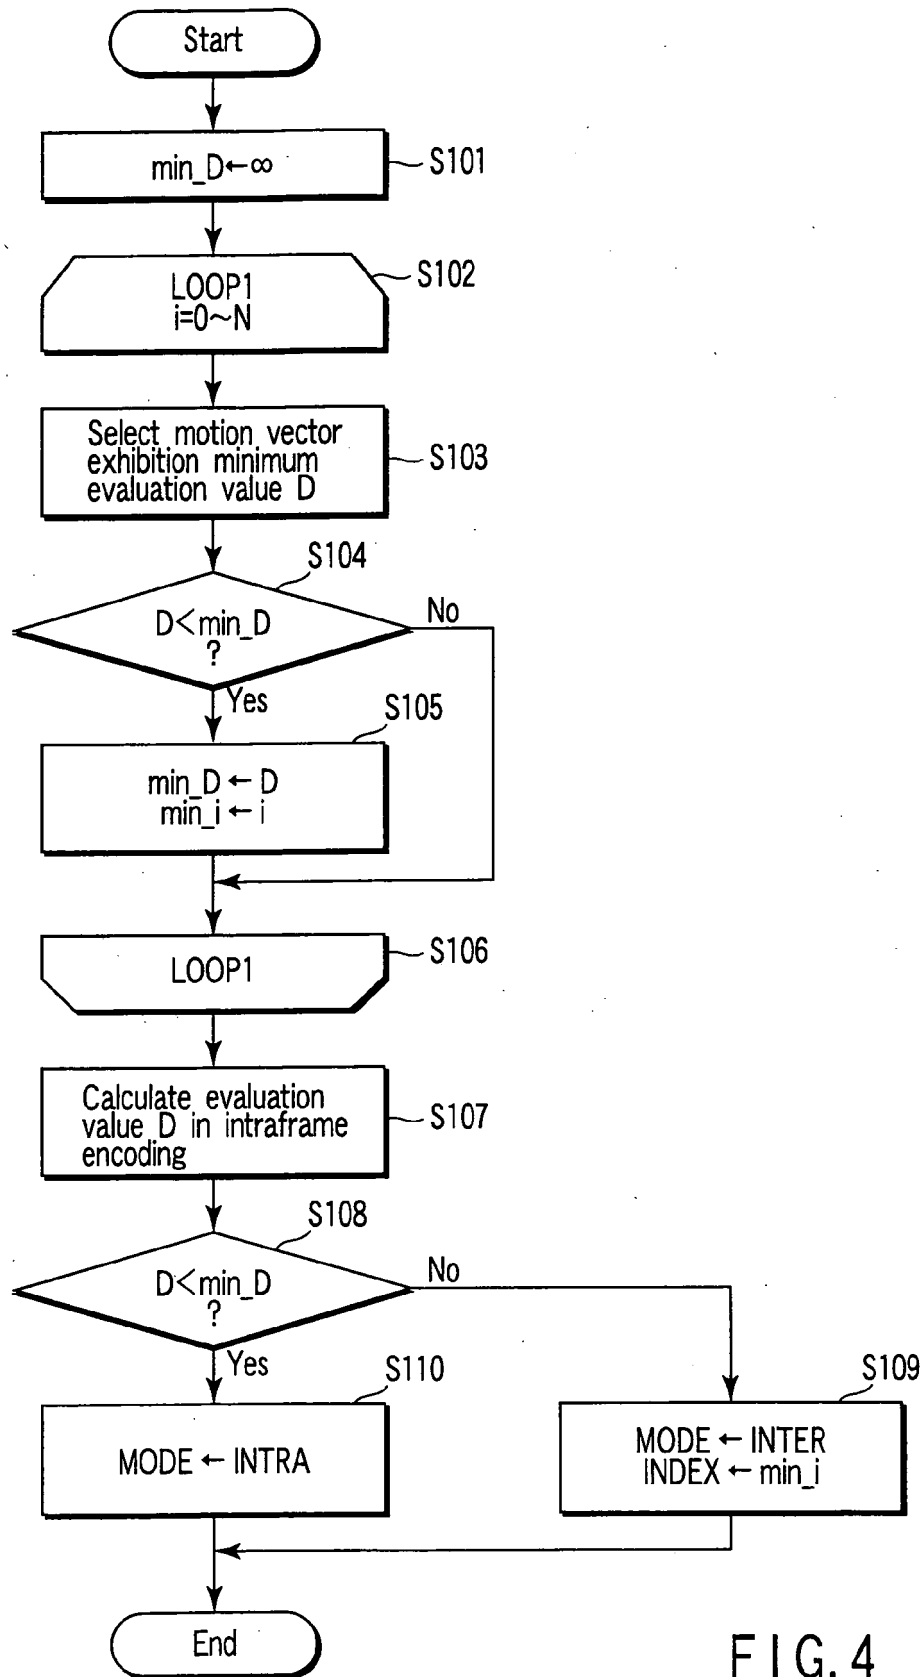 Start
min_D←∞
S101
LOOP1
i=0~N
S102
Select motion vector
exhibition minimum
evaluation value D
S103
S104
D<min_D
?
No
Yes
S105
min_D ← D
min_i ← i
LOOP1
S106
Calculate evaluation
value D in intraframe
encoding
S107
S108
D<min_D
?
No
Yes
S110
MODE ← INTRA
S109
MODE ← INTER
INDEX ← min_i
End
FIG. 4